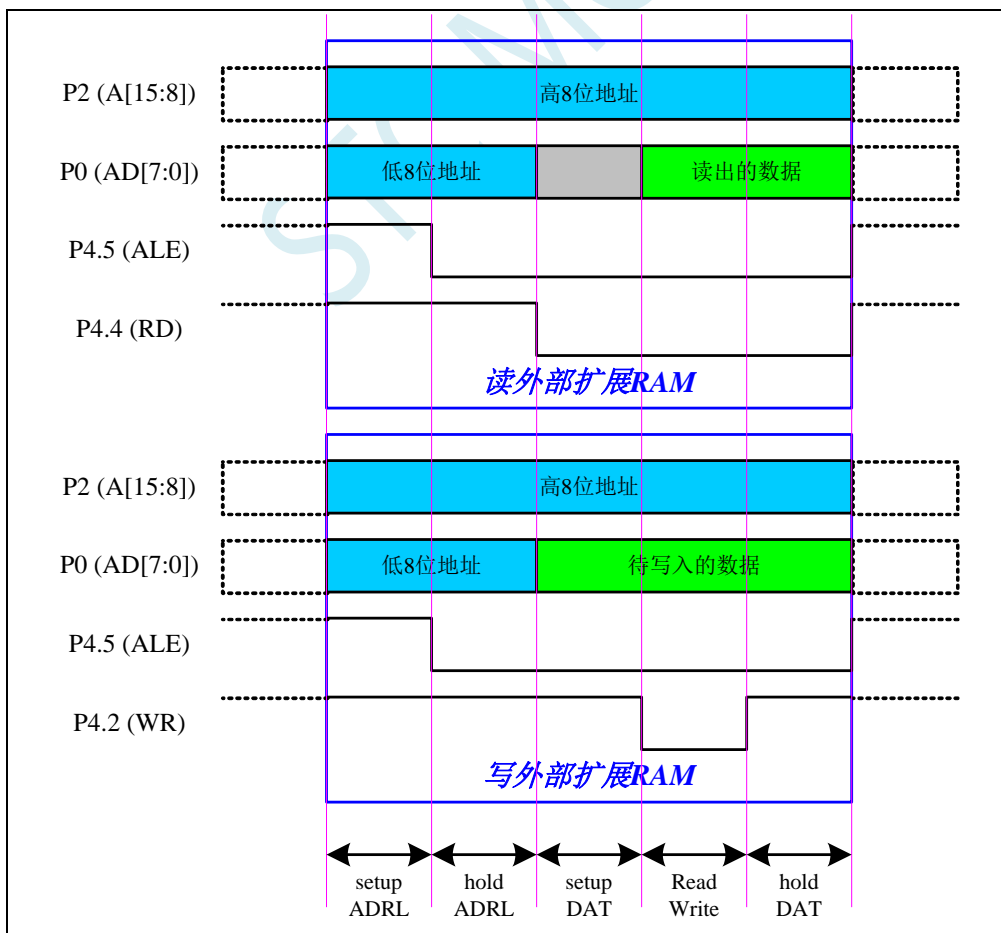 P2 (A[15:8])
高8位地址
P0 (AD[7:0])
低8位地址
读出的数据
P4.5 (ALE)
P4.4 (RD)
读外部扩展RAM
P2 (A[15:8])
高8位地址
P0 (AD[7:0])
低8位地址
待写入的数据
P4.5 (ALE)
P4.2 (WR)
写外部扩展RAM
setup
ADRL
hold
ADRL
setup
DAT
Read
Write
hold
DAT